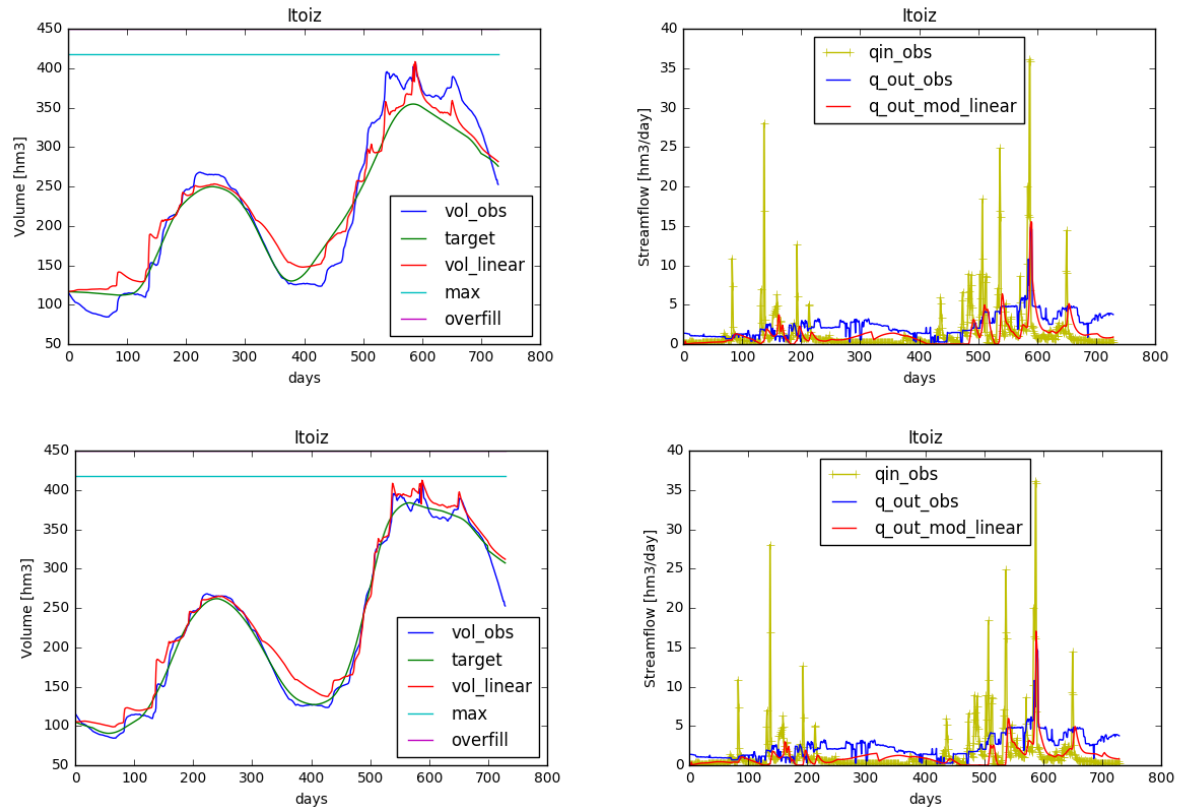 Itoiz
450
400
350
300
250
200
150
100
50
Volume [hm3]
vol_obs
target
vol_linear
max
overfill
0 100 200 300 400 500 600 700 800
days
Itoiz
40
35
30
25
20
15
10
5
0
Streamflow [hm3/day]
qin_obs
q_out_obs
q_out_mod_linear
0 100 200 300 400 500 600 700 800
days
Itoiz
450
400
350
300
250
200
150
100
50
Volume [hm3]
vol_obs
target
vol_linear
max
overfill
0 100 200 300 400 500 600 700 800
days
Itoiz
40
35
30
25
20
15
10
5
0
Streamflow [hm3/day]
qin_obs
q_out_obs
q_out_mod_linear
0 100 200 300 400 500 600 700 800
days